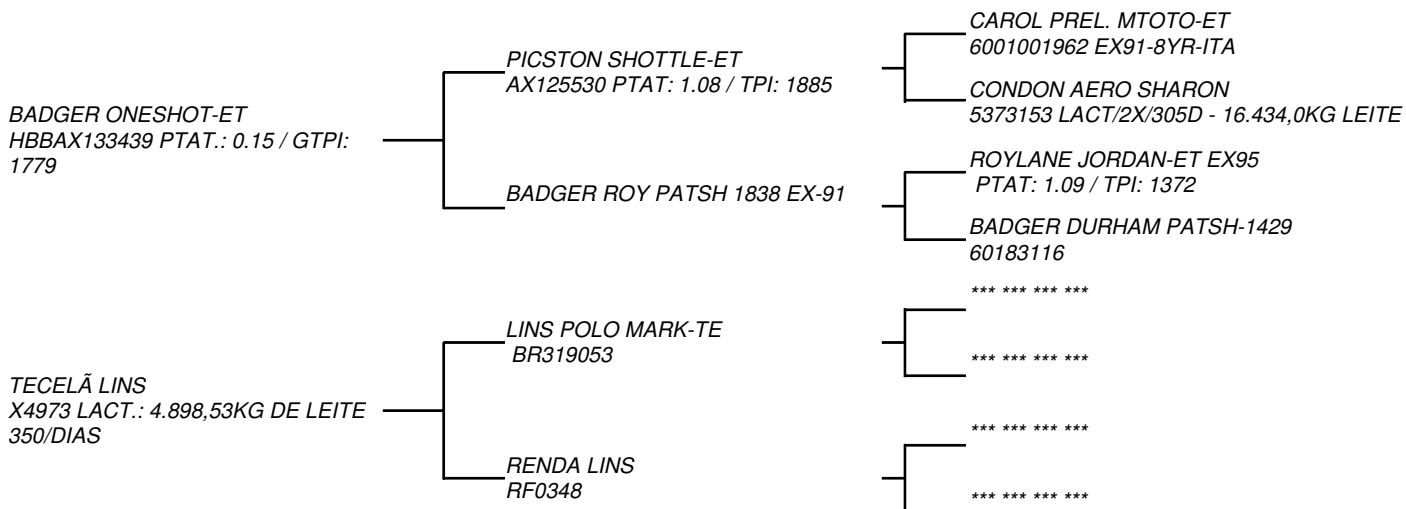 BADGER ONESHOT-ET
HBBAX133439 PTAT.: 0.15 / GTPI:
1779
PICSTON SHOTTLE-ET
AX125530 PTAT: 1.08 / TPI: 1885
CAROL PREL. MTOTO-ET
6001001962 EX91-8YR-ITA
CONDON AERO SHARON
5373153 LACT/2X/305D - 16.434,0KG LEITE
BADGER ROY PATSH 1838 EX-91
ROYLANE JORDAN-ET EX95
PTAT: 1.09 / TPI: 1372
BADGER DURHAM PATSH-1429
60183116
TECELÃ LINS
X4973 LACT.: 4.898,53KG DE LEITE
350/DIAS
LINS POLO MARK-TE
BR319053
*** *** *** ***
*** *** *** ***
RENDA LINS
RF0348
*** *** *** ***
*** *** *** ***